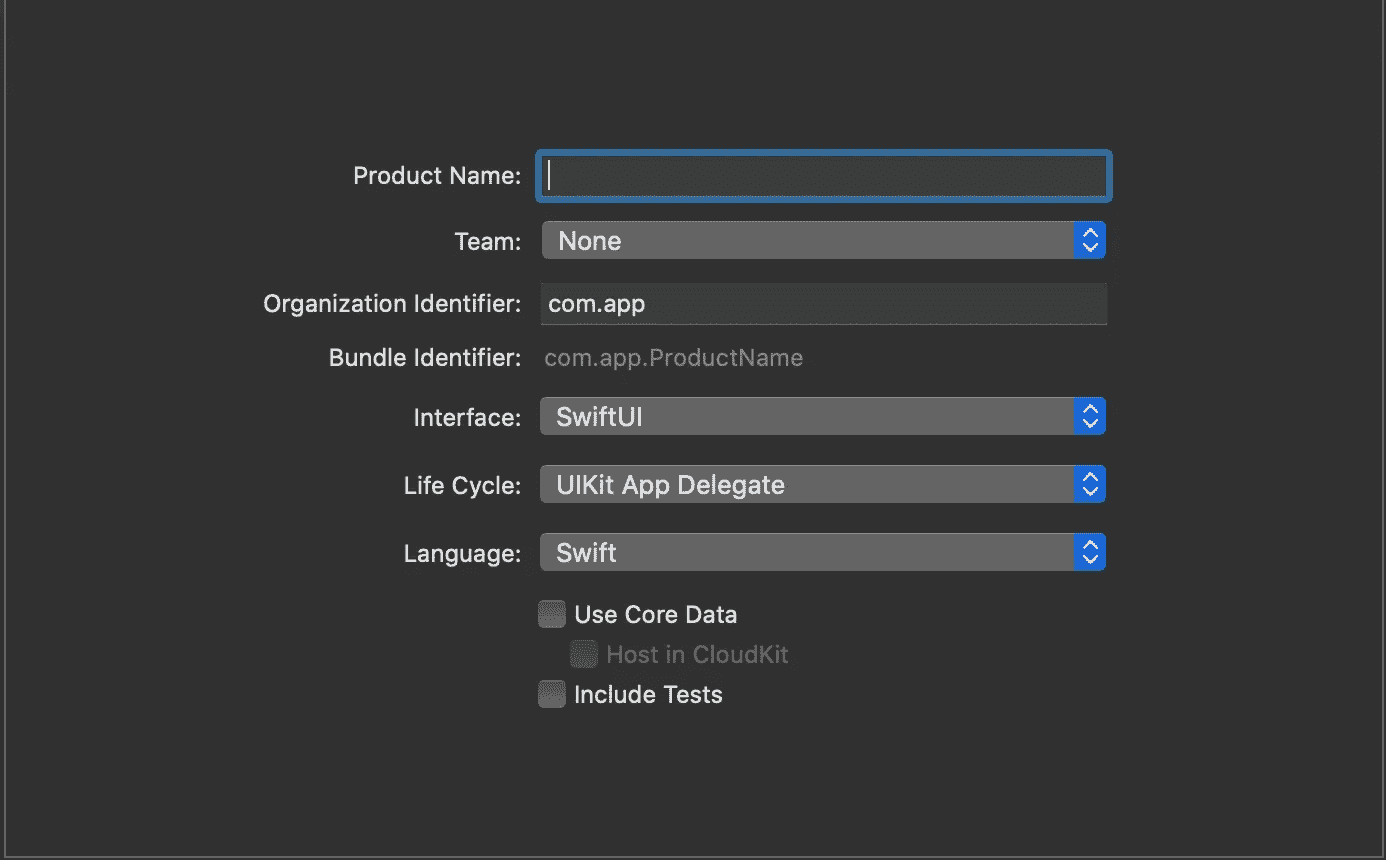 Product Name:
Team: None
Organization Identifier: com.app
Bundle Identifier: com.app.ProductName
Interface: SwiftUI
Life Cycle: UIKit App Delegate
Language: Swift
Use Core Data
Host in CloudKit
Include Tests